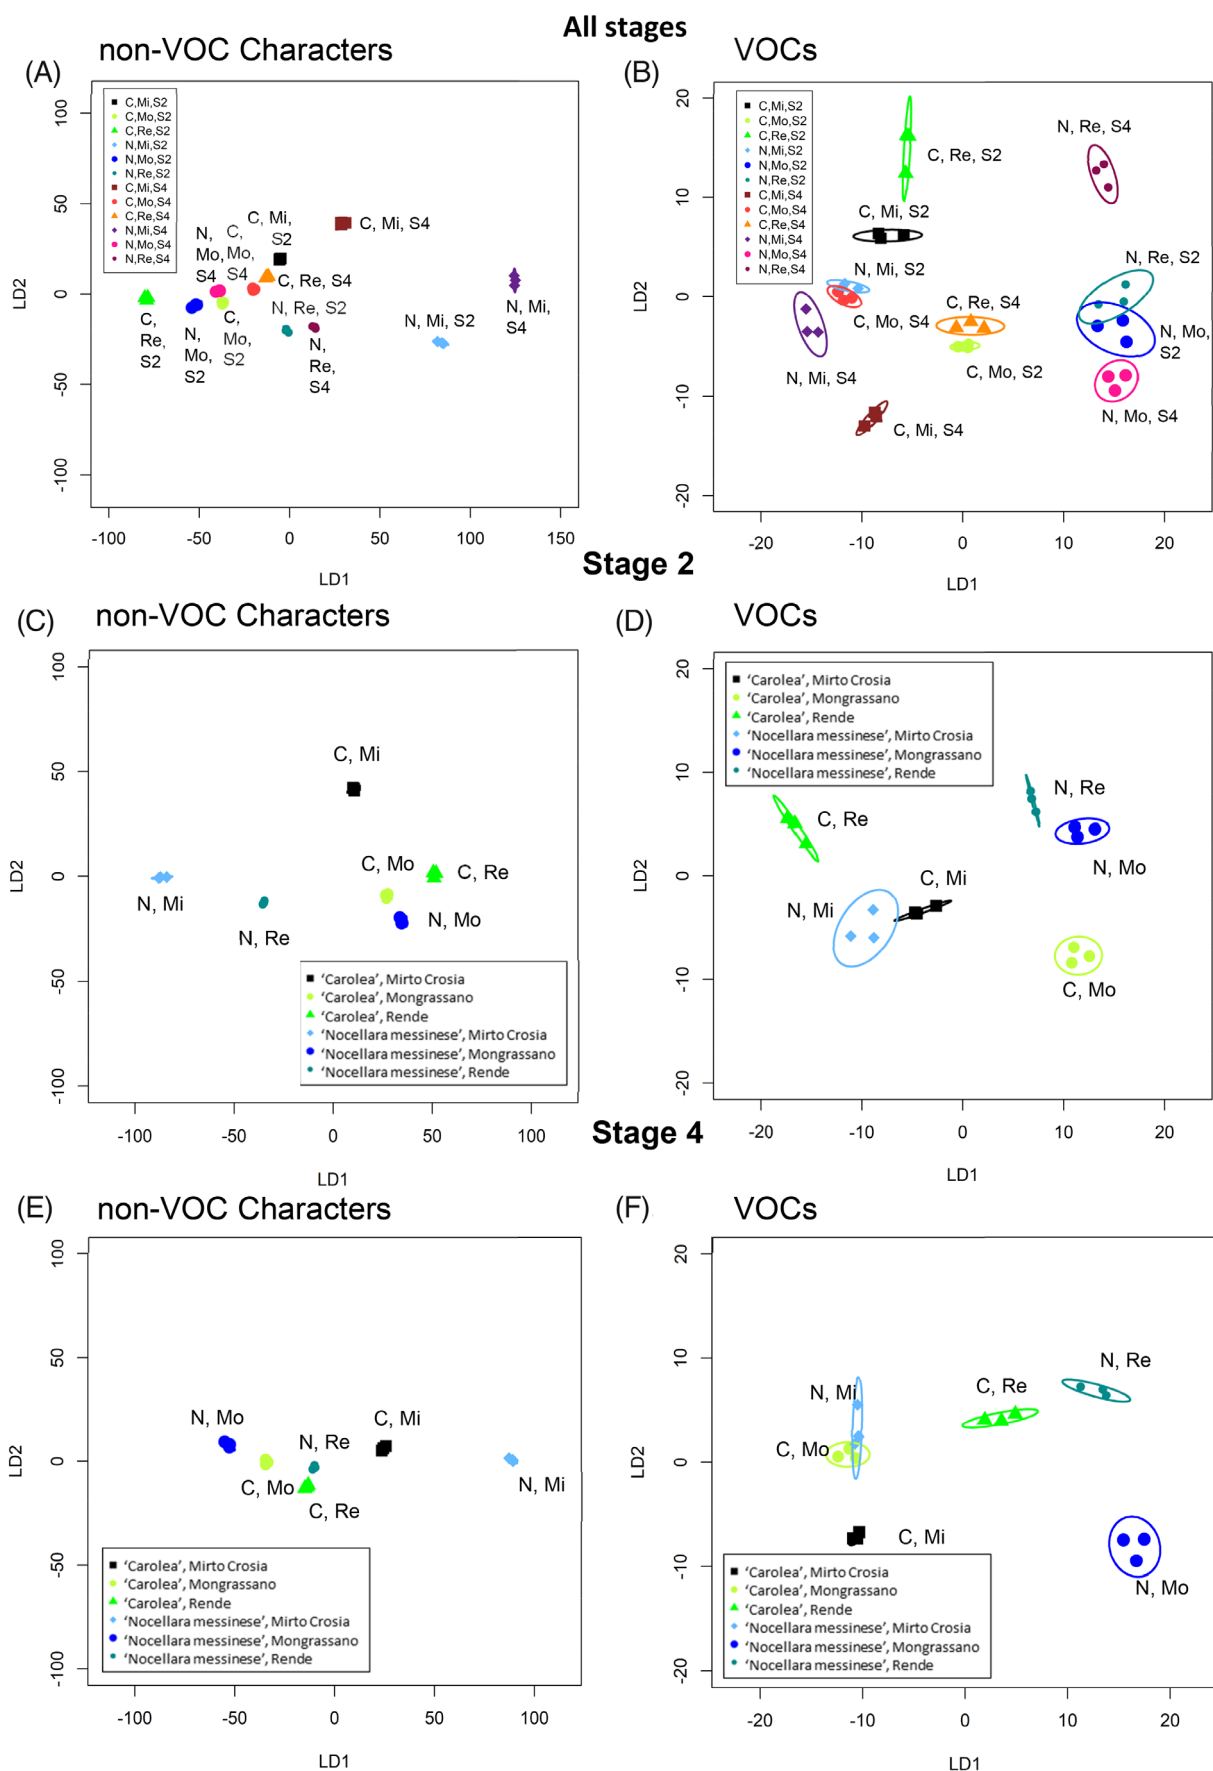 All stages
non-VOC Characters
VOCs
(A)
(B)
C,Mi,S2
C,Mo,S2
C,Re,S2
N,Mi,S2
N,Mo,S2
N,Re,S2
C,Mi,S4
C,Mo,S4
C,Re,S4
N,Mi,S4
N,Mo,S4
N,Re,S4
100
50
0
-50
-100
LD2
C, Mi, S4
C, Mi,
S2
N,
Mo,
S4
C,
Mo,
S4
C, Re, S4
N, Re, S2
N, Mi, S2
N, Mi,
S4
C,
Re,
S2
N,
Mo,
S2
C,
Mo,
S2
N,
Re,
S4
-100
-50
0
50
100
150
LD1
C,Mi,S2
C,Mo,S2
C,Re,S2
N,Mi,S2
N,Mo,S2
N,Re,S2
C,Mi,S4
C,Mo,S4
C,Re,S4
N,Mi,S4
N,Mo,S4
N,Re,S4
20
10
0
-10
-20
LD2
N, Re, S4
C, Re, S2
C, Mi, S2
N, Re, S2
N, Mi, S2
C, Re, S4
C, Mo, S4
N, Mo,
S2
C, Mo, S2
N, Mi, S4
N, Mo, S4
C, Mi, S4
-20
-10
0
10
20
LD1
Stage 2
(C)
non-VOC Characters
(D)
VOCs
100
50
0
-50
-100
LD2
C, Mi
C, Mo
C, Re
N, Mi
N, Mo
N, Re
'Carolea', Mirto Crosia
'Carolea', Mongrassano
'Carolea', Rende
'Nocellara messinese', Mirto Crosia
'Nocellara messinese', Mongrassano
'Nocellara messinese', Rende
-100
-50
0
50
100
LD1
20
10
0
-10
-20
LD2
'Carolea', Mirto Crosia
'Carolea', Mongrassano
'Carolea', Rende
'Nocellara messinese', Mirto Crosia
'Nocellara messinese', Mongrassano
'Nocellara messinese', Rende
N, Re
C, Re
N, Mo
C, Mi
N, Mi
C, Mo
-20
-10
0
10
20
LD1
Stage 4
(E)
non-VOC Characters
(F)
VOCs
100
50
0
-50
-100
LD2
N, Mo
C, Mi
N, Re
N, Mi
C, Mo
C, Re
'Carolea', Mirto Crosia
'Carolea', Mongrassano
'Carolea', Rende
'Nocellara messinese', Mirto Crosia
'Nocellara messinese', Mongrassano
'Nocellara messinese', Rende
-100
-50
0
50
100
LD1
20
10
0
-10
-20
LD2
N, Re
C, Re
N, Mi
C, Mo
C, Mi
N, Mo
'Carolea', Mirto Crosia
'Carolea', Mongrassano
'Carolea', Rende
'Nocellara messinese', Mirto Crosia
'Nocellara messinese', Mongrassano
'Nocellara messinese', Rende
-20
-10
0
10
20
LD1